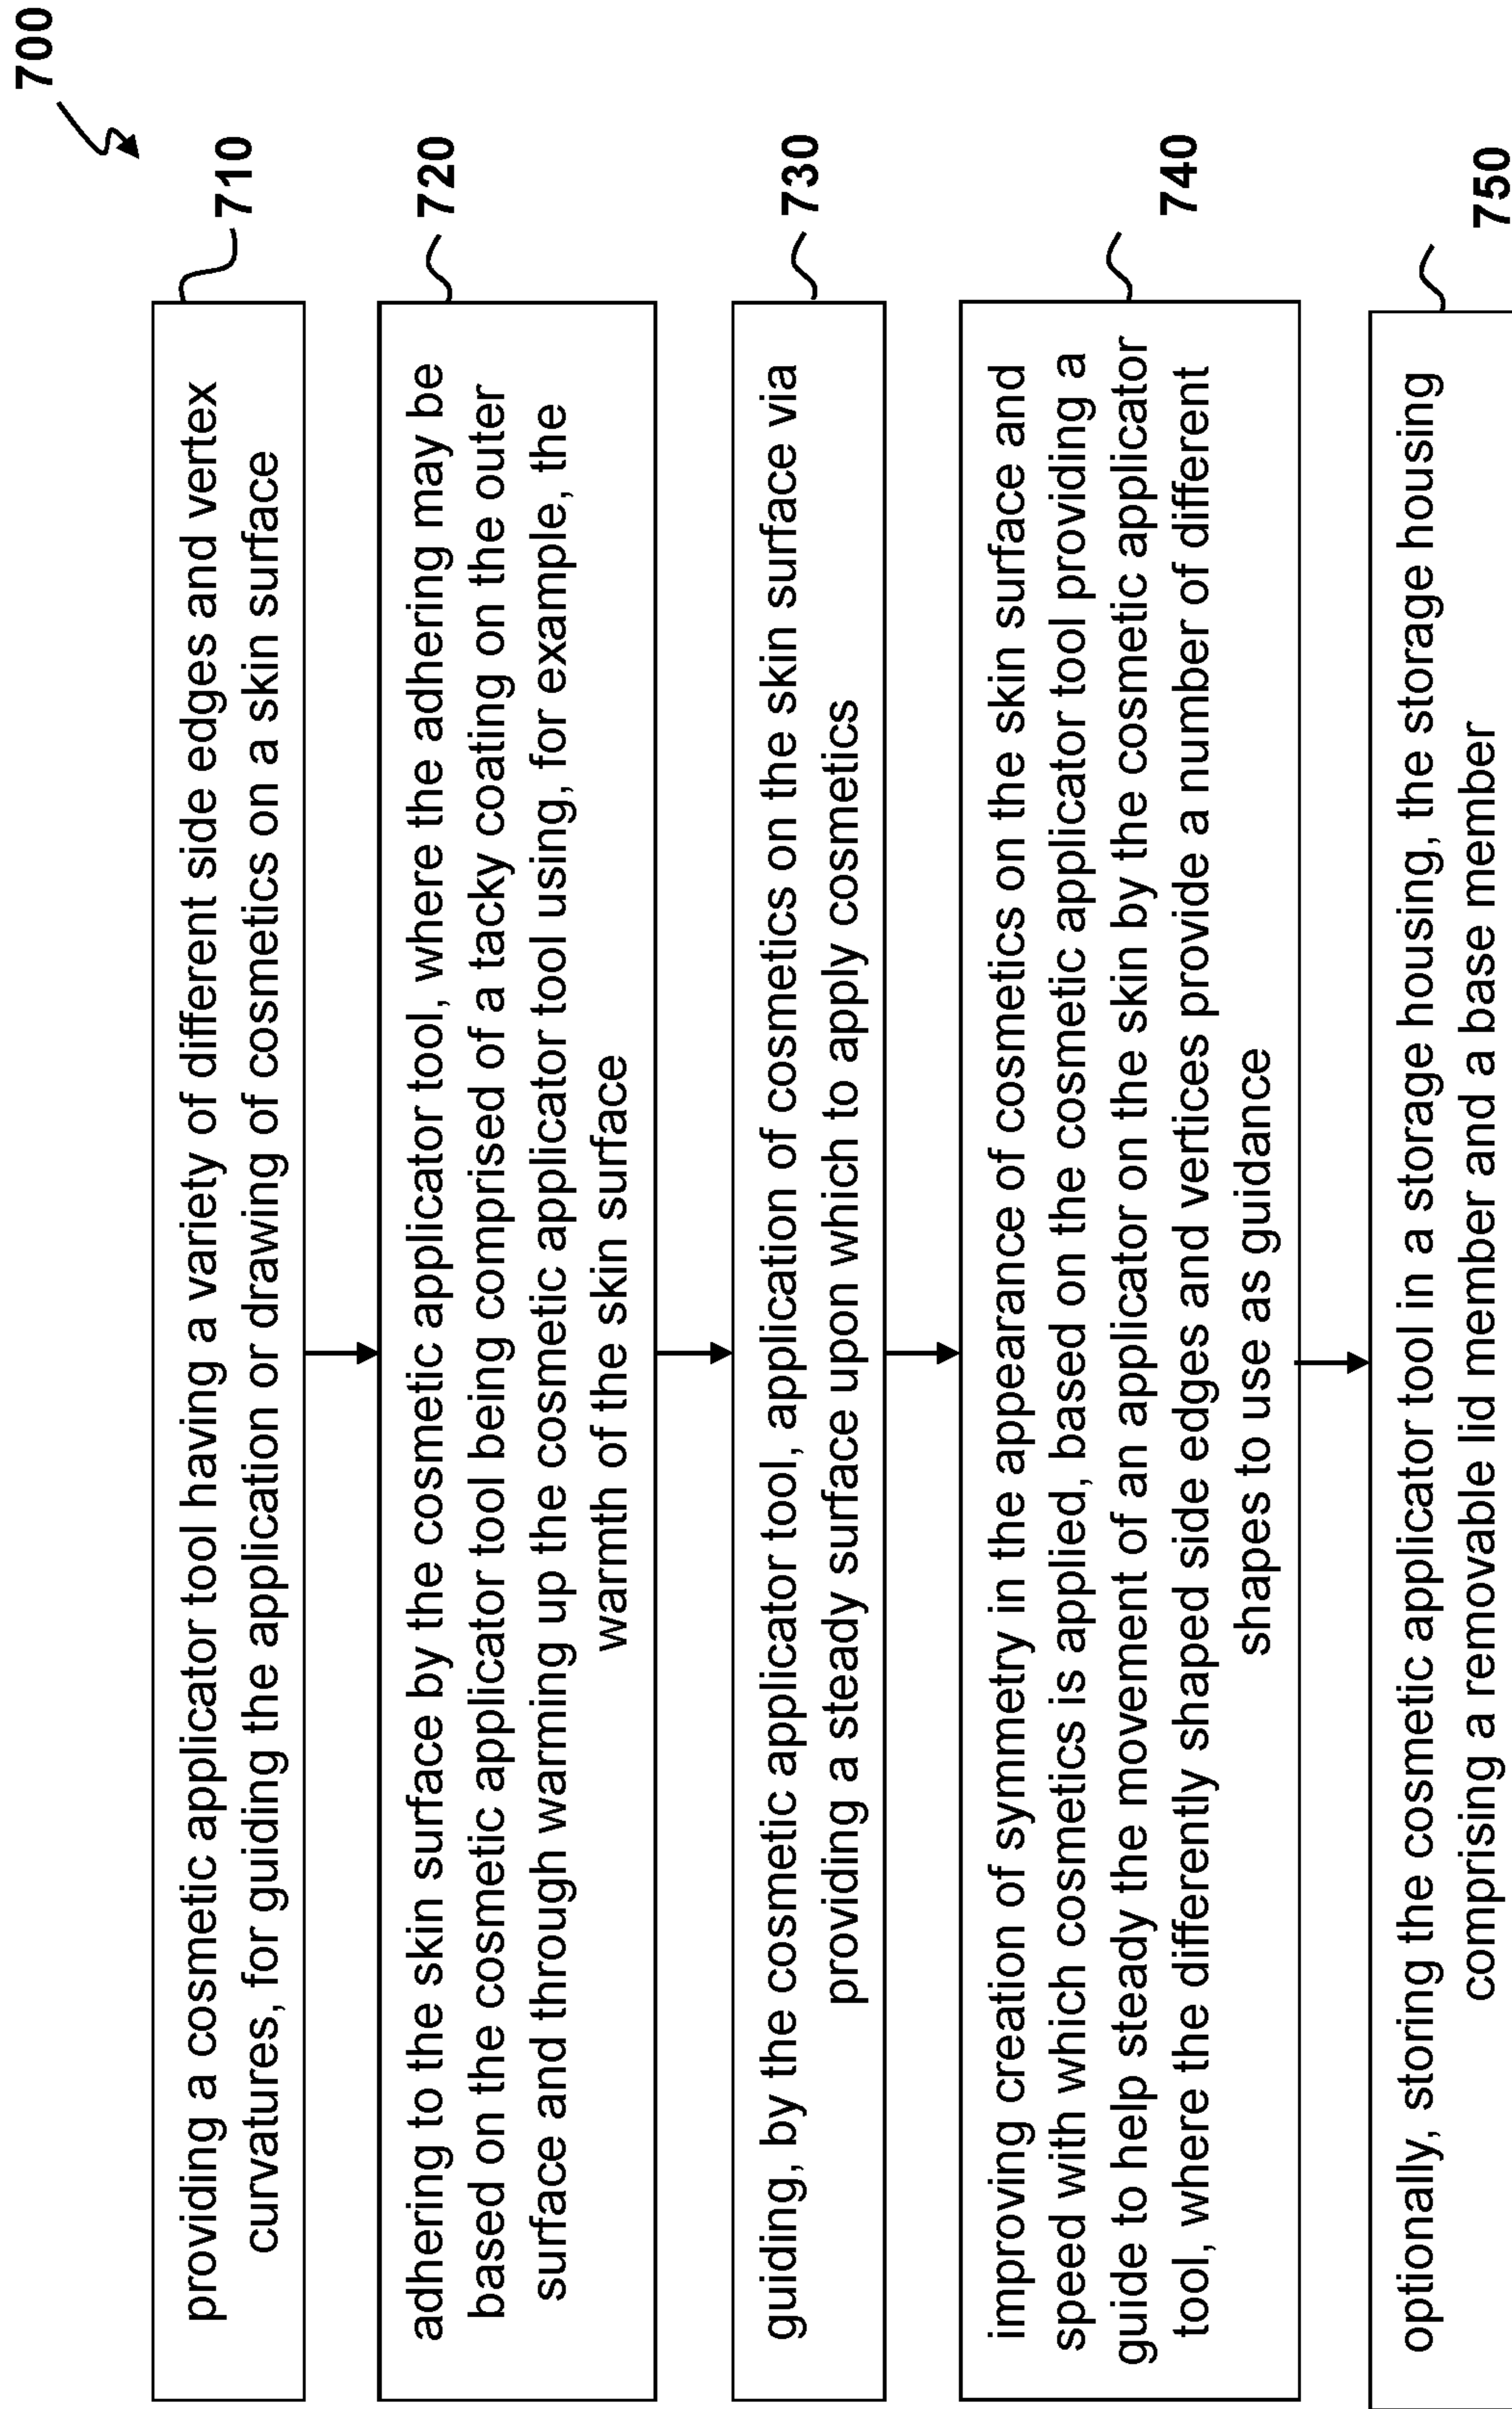 700
710
providing a cosmetic applicator tool having a variety of different side edges and vertex
curvatures, for guiding the application or drawing of cosmetics on a skin surface
720
adhering to the skin surface by the cosmetic applicator tool, where the adhering may be
based on the cosmetic applicator tool being comprised of a tacky coating on the outer
surface and through warming up the cosmetic applicator tool using, for example, the
warmth of the skin surface
730
guiding, by the cosmetic applicator tool, application of cosmetics on the skin surface via
providing a steady surface upon which to apply cosmetics
740
improving creation of symmetry in the appearance of cosmetics on the skin surface and
speed with which cosmetics is applied, based on the cosmetic applicator tool providing a
guide to help steady the movement of an applicator on the skin by the cosmetic applicator
tool, where the differently shaped side edges and vertices provide a number of different
shapes to use as guidance
750
optionally, storing the cosmetic applicator tool in a storage housing, the storage housing
comprising a removable lid member and a base member